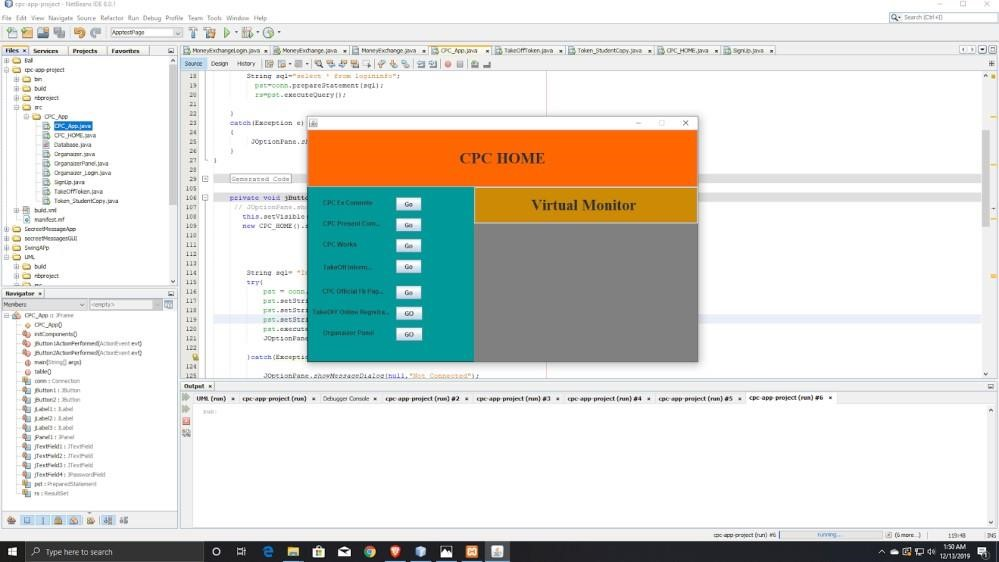 cpc-app-project - NetBeans IDE 8.0.1
File Edit View Navigate Source Refactor Run Debug Profile Team Tools Window Help
Search (Ctrl+I)
ApptestPage
Files × Services Projects Favorites
MoneyExchangeLogin.java × MoneyExchange.java × MoneyExchange.java × CPC_App.java × TakeOffToken.java × Token_StudentCopy.java × CPC_HOME.java × SignUp.java ×
Source Design History
Ball
cpc-app-project
bin
build
nbproject
src
CPC_App
CPC_App.java
CPC_HOME.java
Database.java
Organaizer.java
OrganaizerPanel.java
Organaizer_Login.java
SignUp.java
TakeOffToken.java
Token_StudentCopy.java
build.xml
manifest.mf
SecreetMessageApp
secreetMessagesGUI
SwingAPp
UML
build
nbproject
18 String sql="select * from logininfo";
19 pst=conn.prepareStatement(sql);
20 rs=pst.executeQuery();
21
22 }
23 catch(Exception e)
24 {
25 JOptionPane.sh
26 }
27 }
28
29 Generated Code
105
106 private void jButto
107 // JOptionPane.sho
108 this.setVisible(
109 new CPC_HOME().s
110
111
112
113
114 String sql= "In
115 try{
116 pst = conn.
117 pst.setStri
118 pst.setStri
119 pst.setStri
120 pst.execute
121 JOptionPane
122
}catch(Exception
124
125 JOptionPane.showMessageDialog(null,"Not Connected");
CPC HOME
Virtual Monitor
CPC Ex Commite Go
CPC Present Com... Go
CPC Works Go
TakeOff Inform... Go
CPC Official Fb Pag... Go
TakeOff Online Registra... GO
Organaizer Panel GO
Navigator ×
Members <empty>
CPC_App :: JFrame
CPC_App()
initComponents()
jButton1ActionPerformed(ActionEvent evt)
jButton2ActionPerformed(ActionEvent evt)
main(String[] args)
table()
conn : Connection
jButton1 : JButton
jButton2 : JButton
jLabel1 : JLabel
jLabel2 : JLabel
jLabel3 : JLabel
jPanel1 : JPanel
jTextField1 : JTextField
jTextField2 : JTextField
jTextField3 : JTextField
jTextField4 : JPasswordField
pst : PreparedStatement
rs : ResultSet
Output ×
UML (run) × cpc-app-project (run) × Debugger Console × cpc-app-project (run) #2 × cpc-app-project (run) #3 × cpc-app-project (run) #4 × cpc-app-project (run) #5 × cpc-app-project (run) #6 ×
run:
cpc-app-project (run) #6 running... (6 more...) 119:48 INS
Type here to search
1:50 AM
12/13/2019